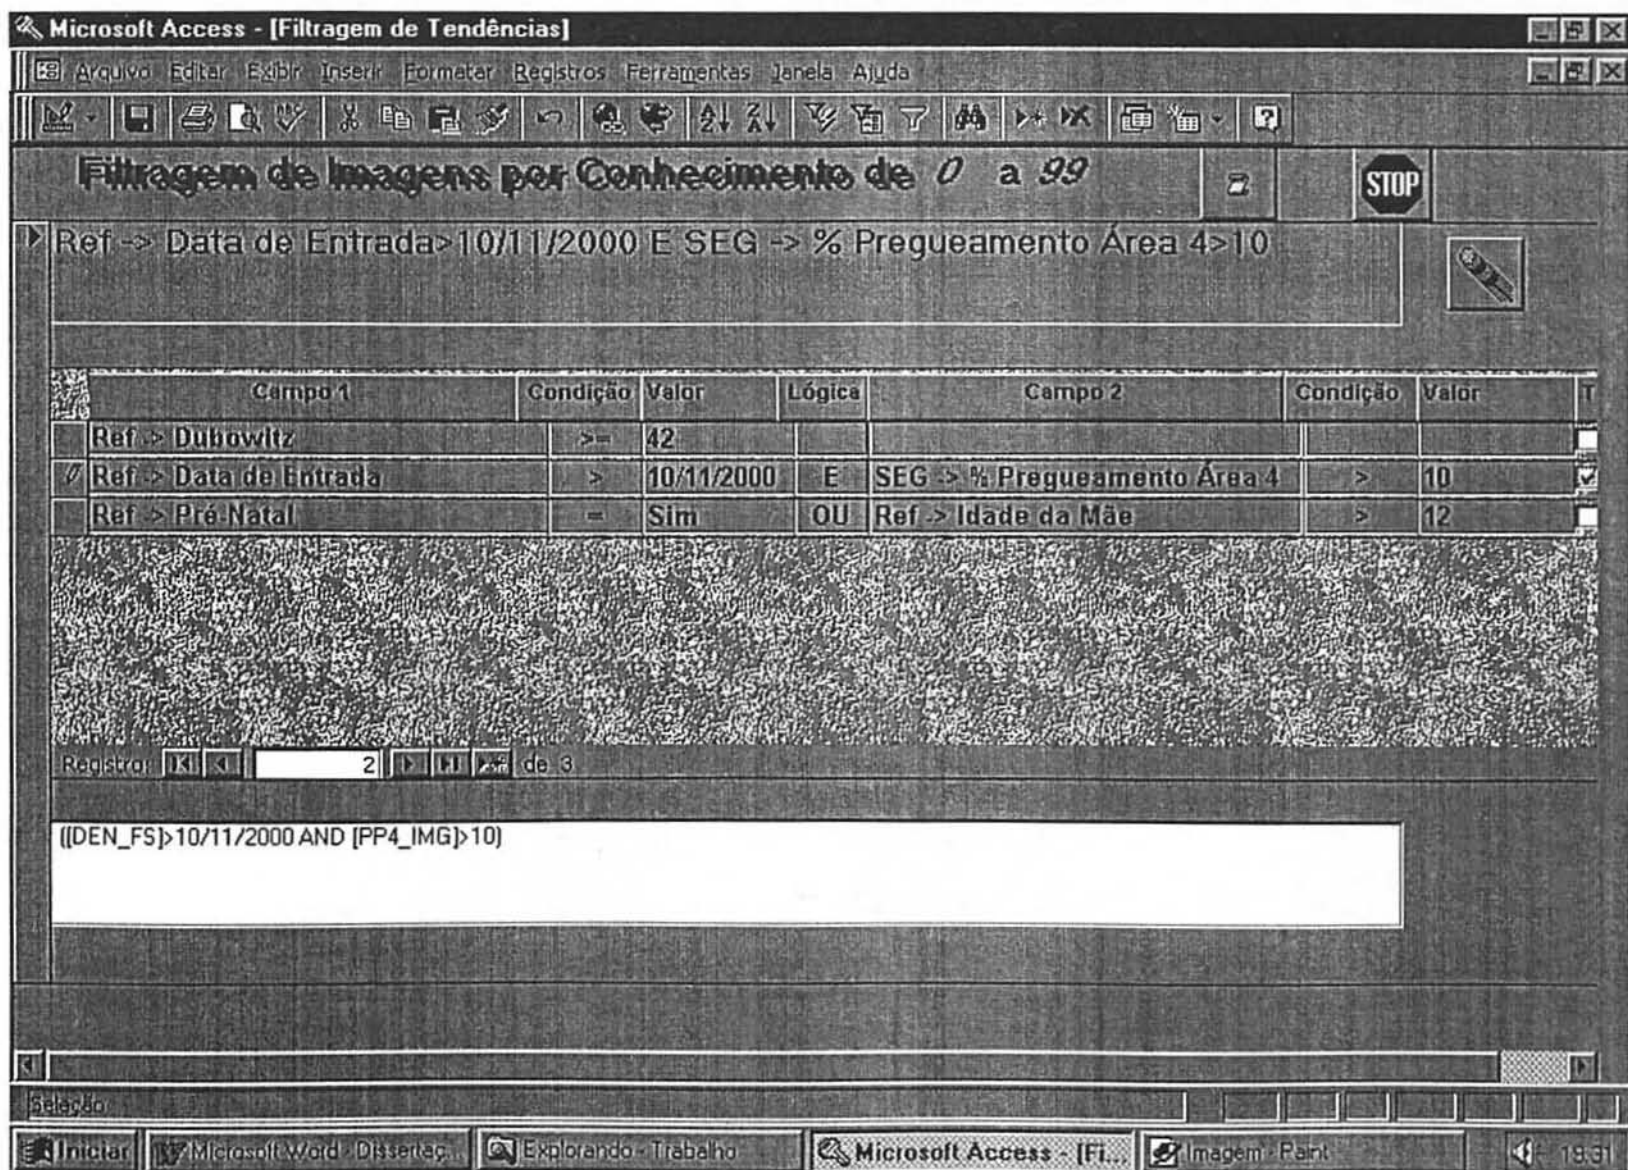 Microsoft Access - [Filtragem de Tendências]
Arquivo Editar Exibir Inserir Formatar Registros Ferramentas Janela Ajuda
Filtragem de Imagens por Conhecimento de 0 a 99
STOP
Ref -> Data de Entrada>10/11/2000 E SEG -> % Pregueamento Área 4>10
Campo 1 Condição Valor Lógica Campo 2 Condição Valor T
Ref -> Dubowitz >= 42
Ref -> Data de Entrada > 10/11/2000 E SEG -> % Pregueamento Área 4 > 10
Ref -> Pré-Natal = Sim OU Ref -> Idade da Mãe > 12
Registro: 2 de 3
([DEN_FS]>10/11/2000 AND [PP4_IMG]>10)
Seleção
Iniciar Microsoft Word - Dissertaç... Explorando - Trabalho Microsoft Access - [Fi... Imagem - Paint 19:31